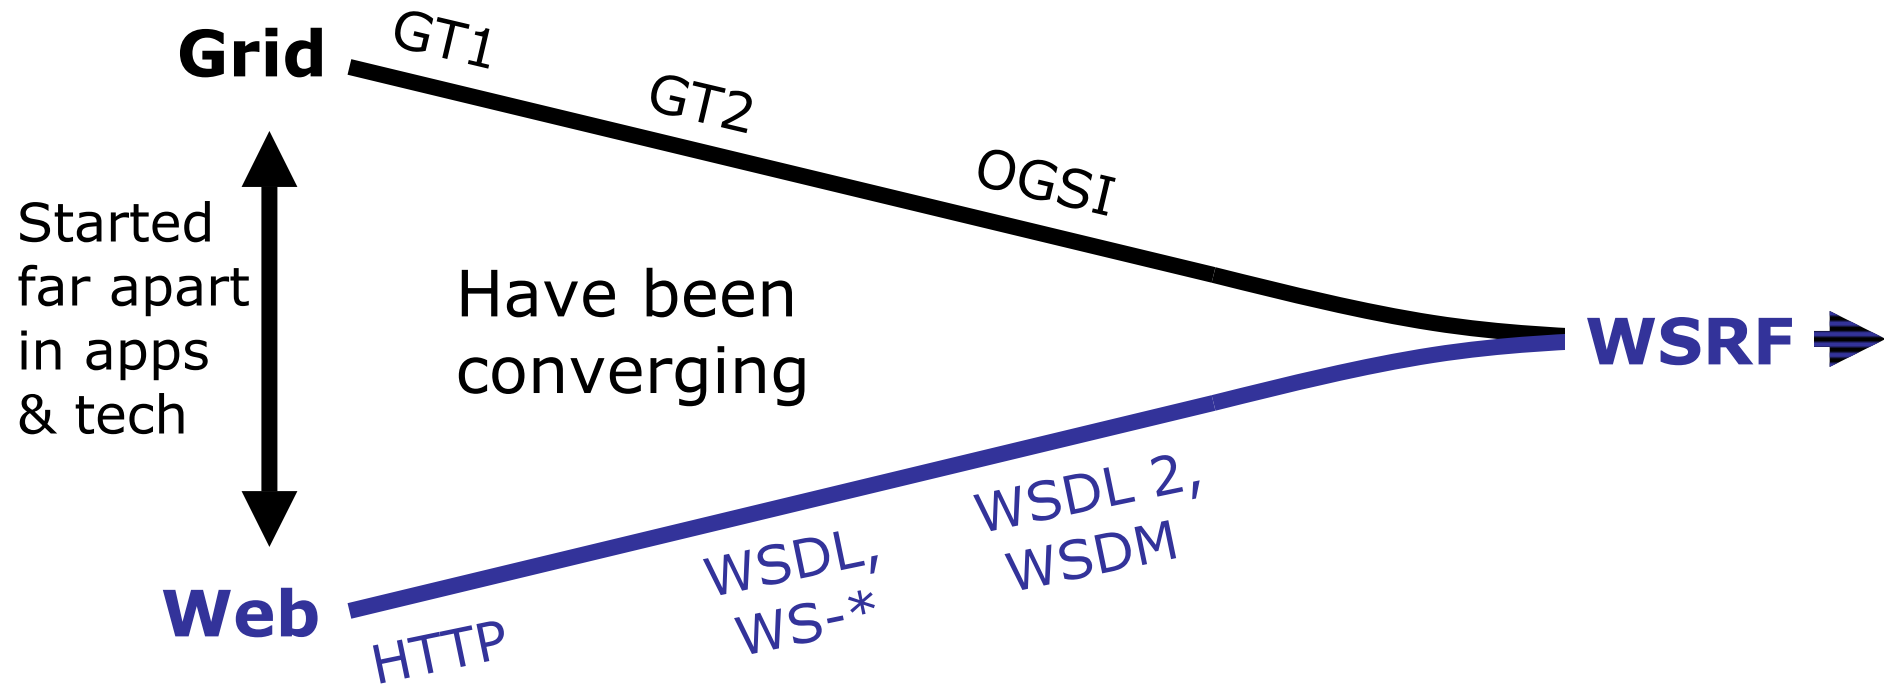 Grid
GT1
GT2
OGSI
Started
far apart
in apps
& tech
Have been
converging
WSRF
Web
HTTP
WSDL,
WS-*
WSDL 2,
WSDM